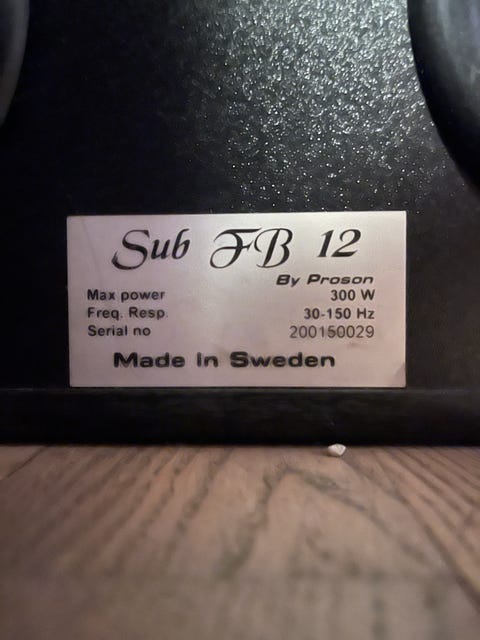 Sub FB 12
By Proson
Max power 300 W
Freq. Resp. 30-150 Hz
Serial no 200150029
Made In Sweden